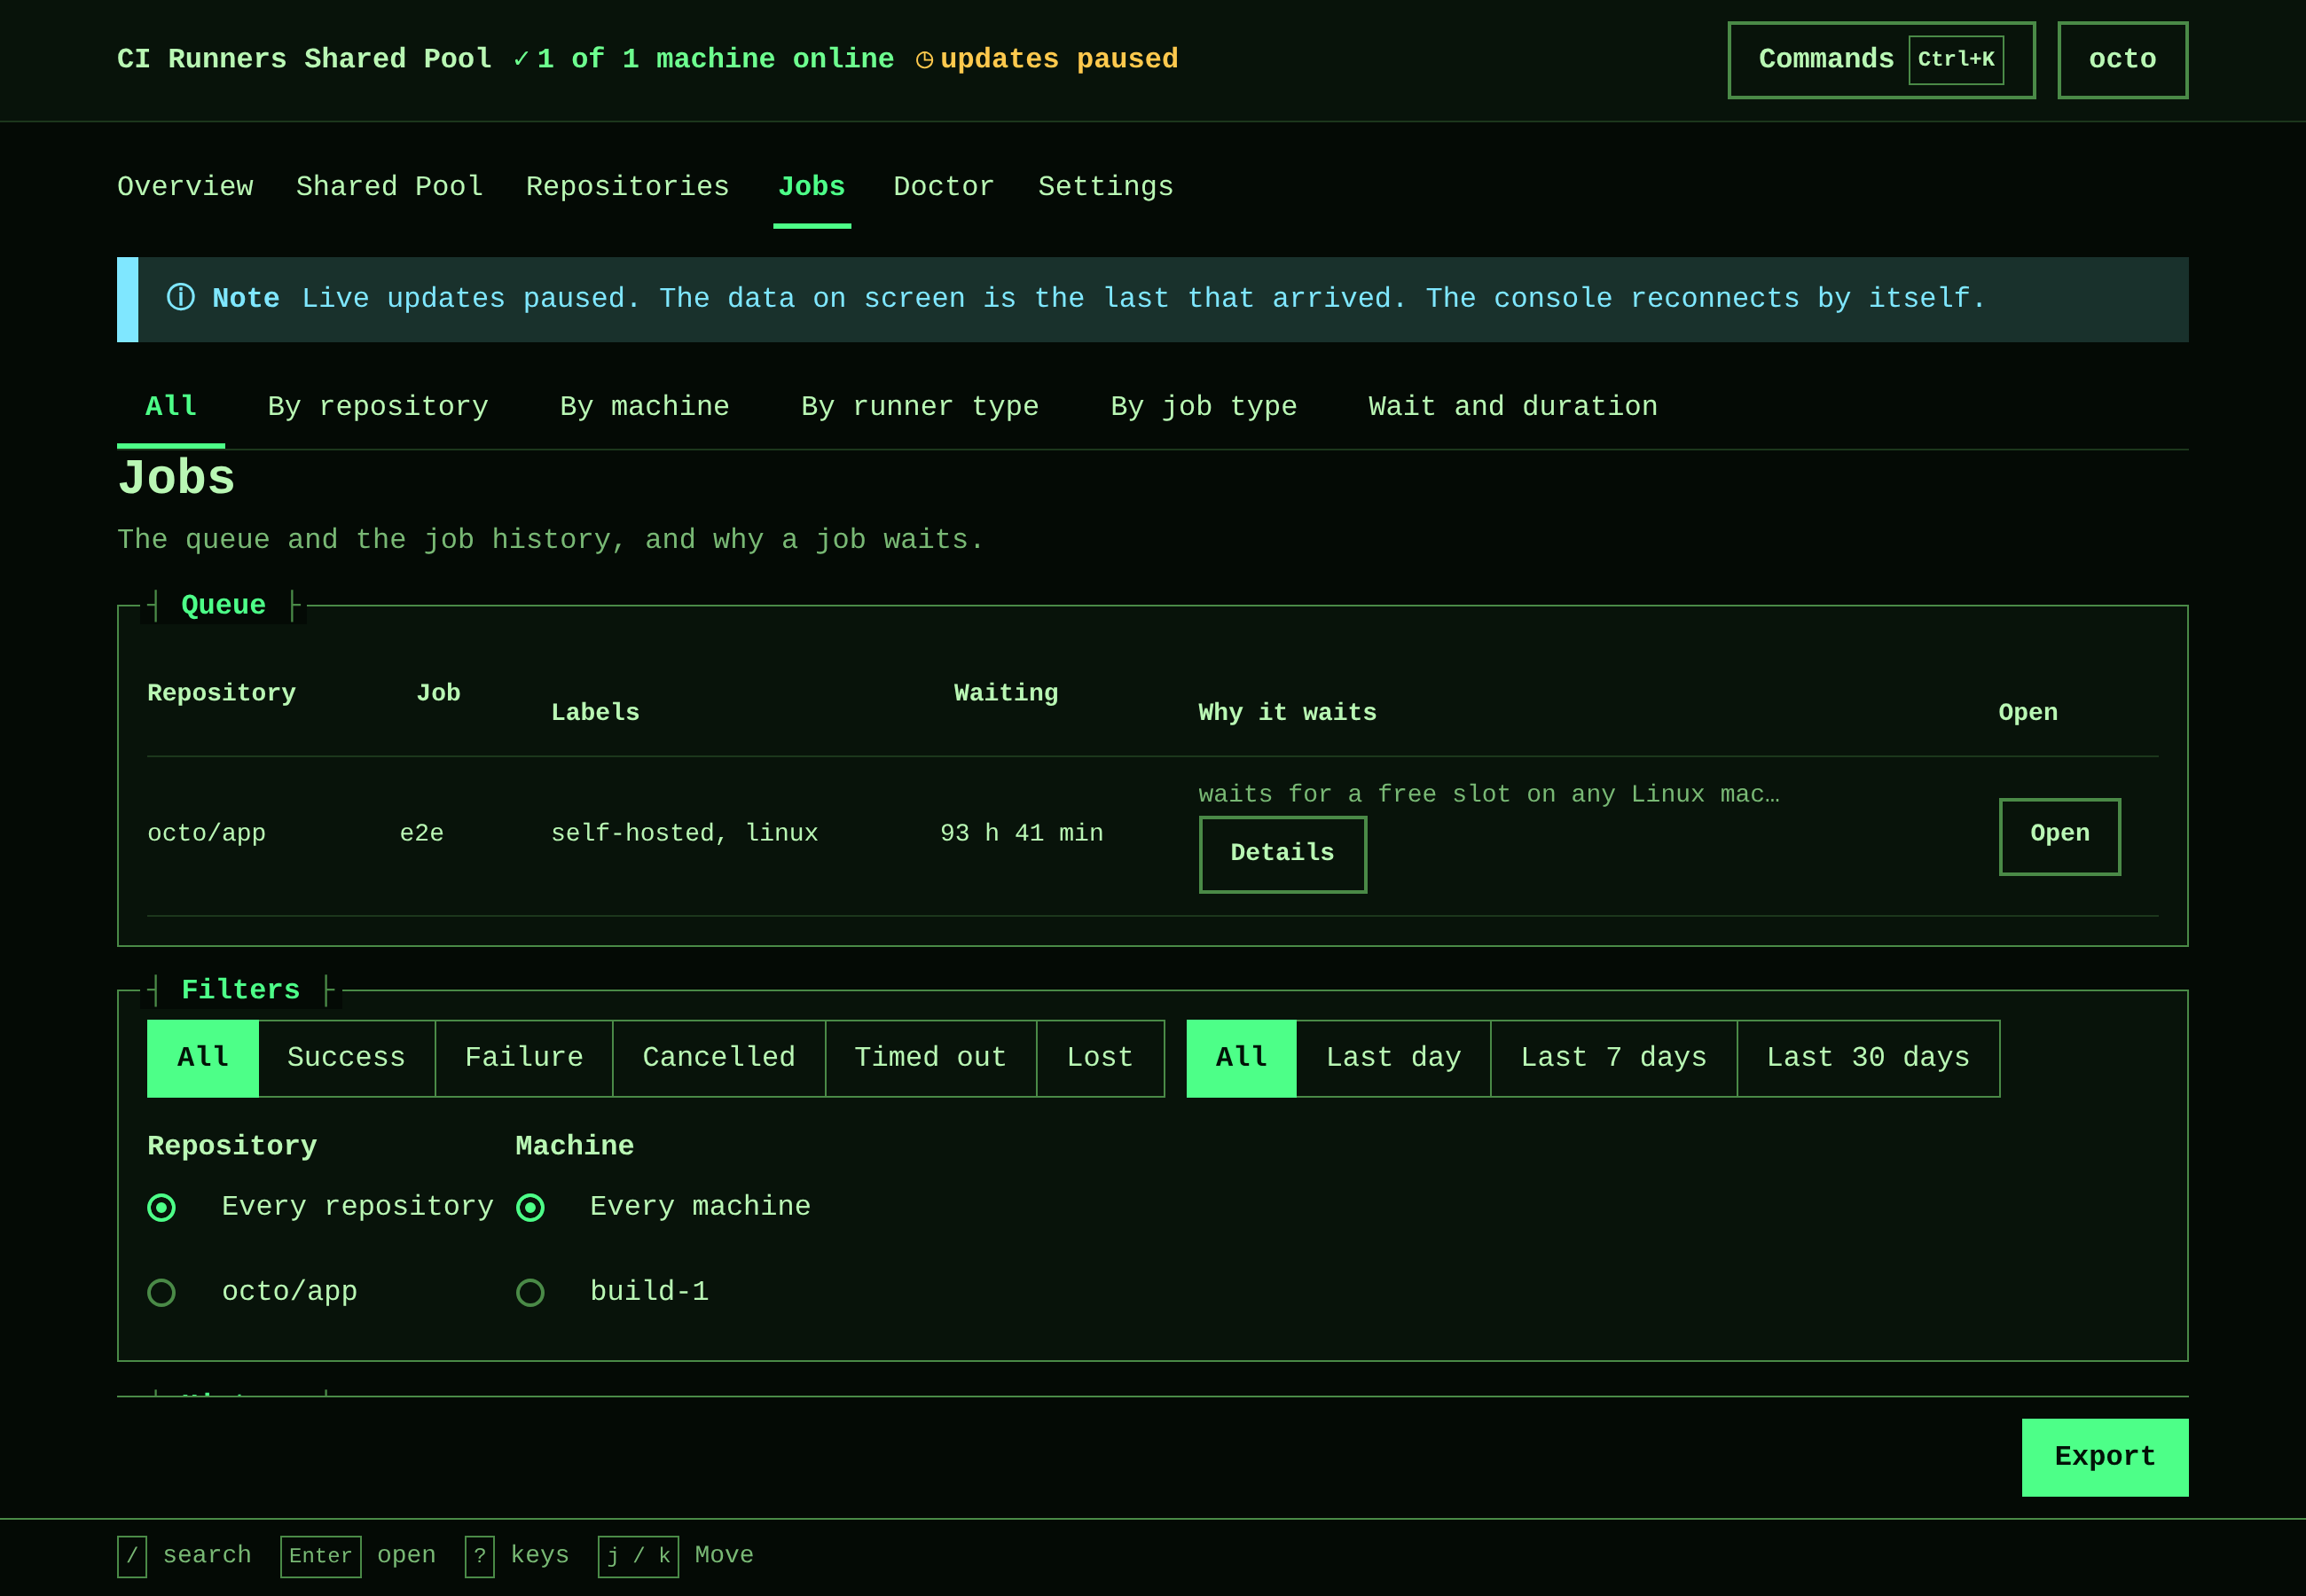 CI Runners Shared Pool ✓ 1 of 1 machine online ◷ updates paused Commands Ctrl+K octo
Overview Shared Pool Repositories Jobs Doctor Settings
ⓘ Note Live updates paused. The data on screen is the last that arrived. The console reconnects by itself.
All By repository By machine By runner type By job type Wait and duration
Jobs
The queue and the job history, and why a job waits.
Queue
Repository Job Labels Waiting Why it waits Open
octo/app e2e self-hosted, linux 93 h 41 min waits for a free slot on any Linux mac… Open
Details
Filters
All Success Failure Cancelled Timed out Lost All Last day Last 7 days Last 30 days
Repository Machine
Every repository Every machine
octo/app build-1
Export
/ search Enter open ? keys j / k Move